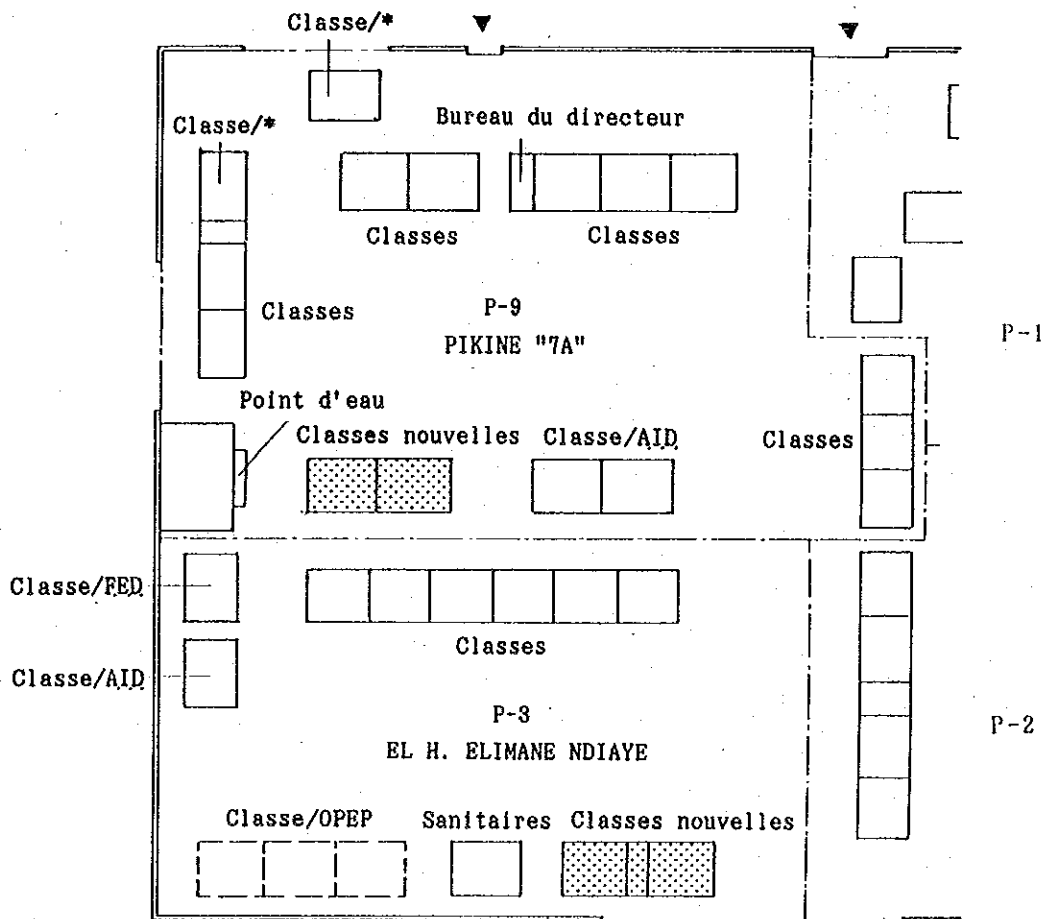 Classe/*
Classe/*
Bureau du directeur
Classes
Classes
Classes
P-9
PIKINE "7A"
P-1
Point d'eau
Classes nouvelles
Classe/AID
Classes
Classe/FED
Classes
Classe/AID
P-3
EL H. ELIMANE NDIAYE
P-2
Classe/OPEP
Sanitaires
Classes nouvelles